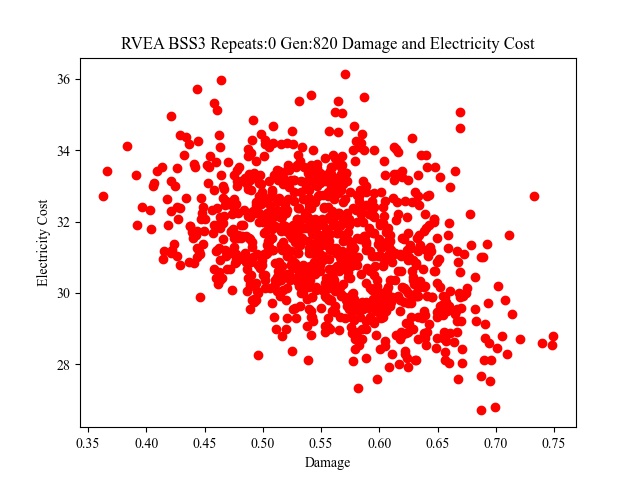 RVEA BSS3 Repeats:0 Gen:820 Damage and Electricity Cost
36
34
32
30
28
Electricity Cost
0.35 0.40 0.45 0.50 0.55 0.60 0.65 0.70 0.75
Damage